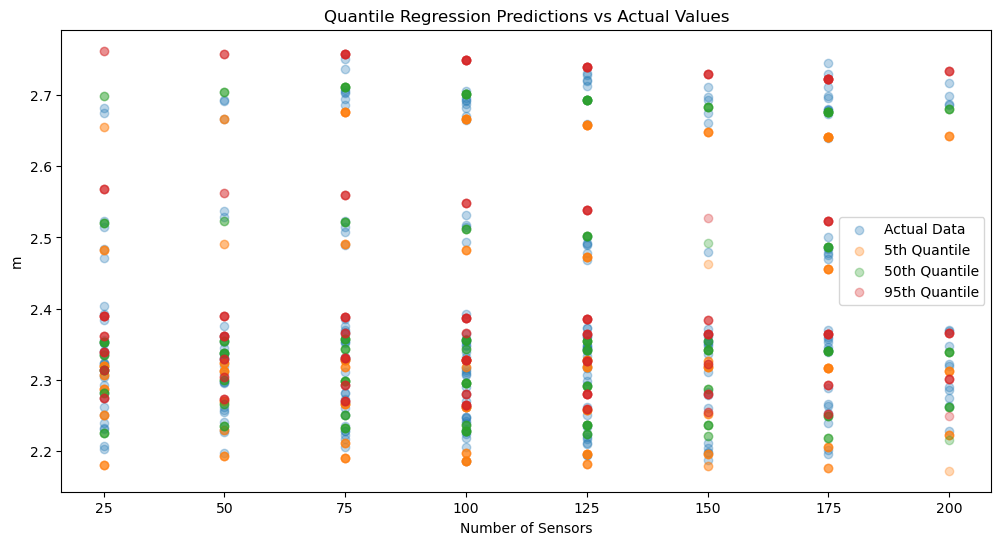 Quantile Regression Predictions vs Actual Values
m
2.7
2.6
2.5
2.4
2.3
2.2
Actual Data
5th Quantile
50th Quantile
95th Quantile
25 50 75 100 125 150 175 200
Number of Sensors